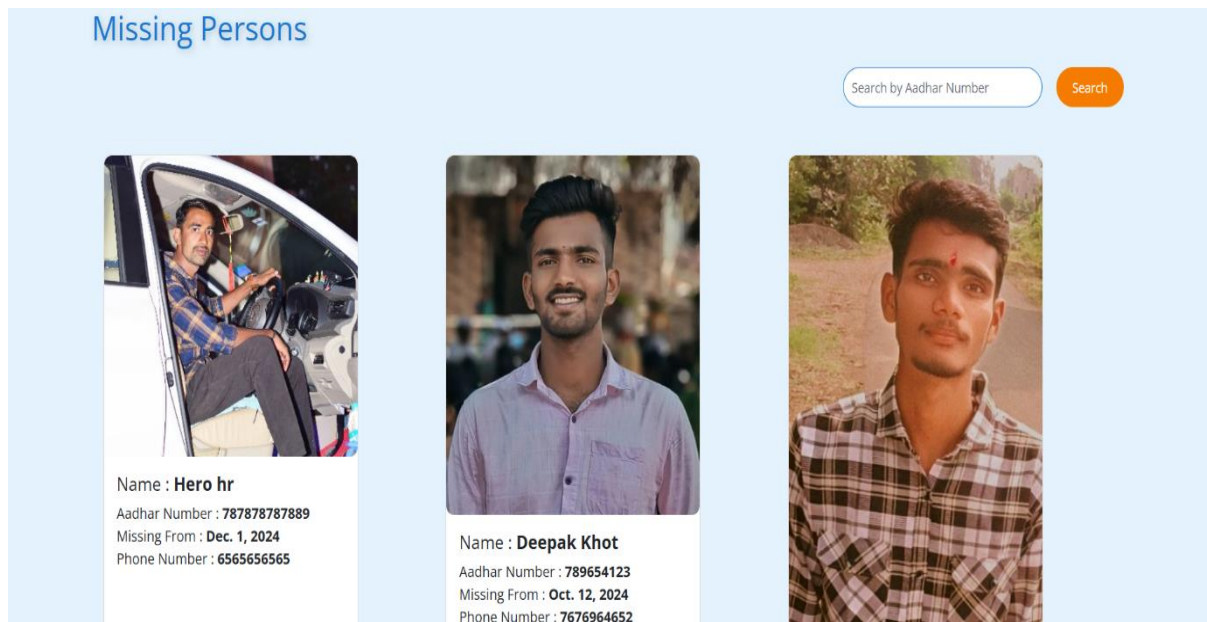 Missing Persons
Search by Aadhar Number
Search
Name : Hero hr
Aadhar Number : 787878787889
Missing From : Dec. 1, 2024
Phone Number : 6565656565
Name : Deepak Khot
Aadhar Number : 789654123
Missing From : Oct. 12, 2024
Phone Number : 7676964652